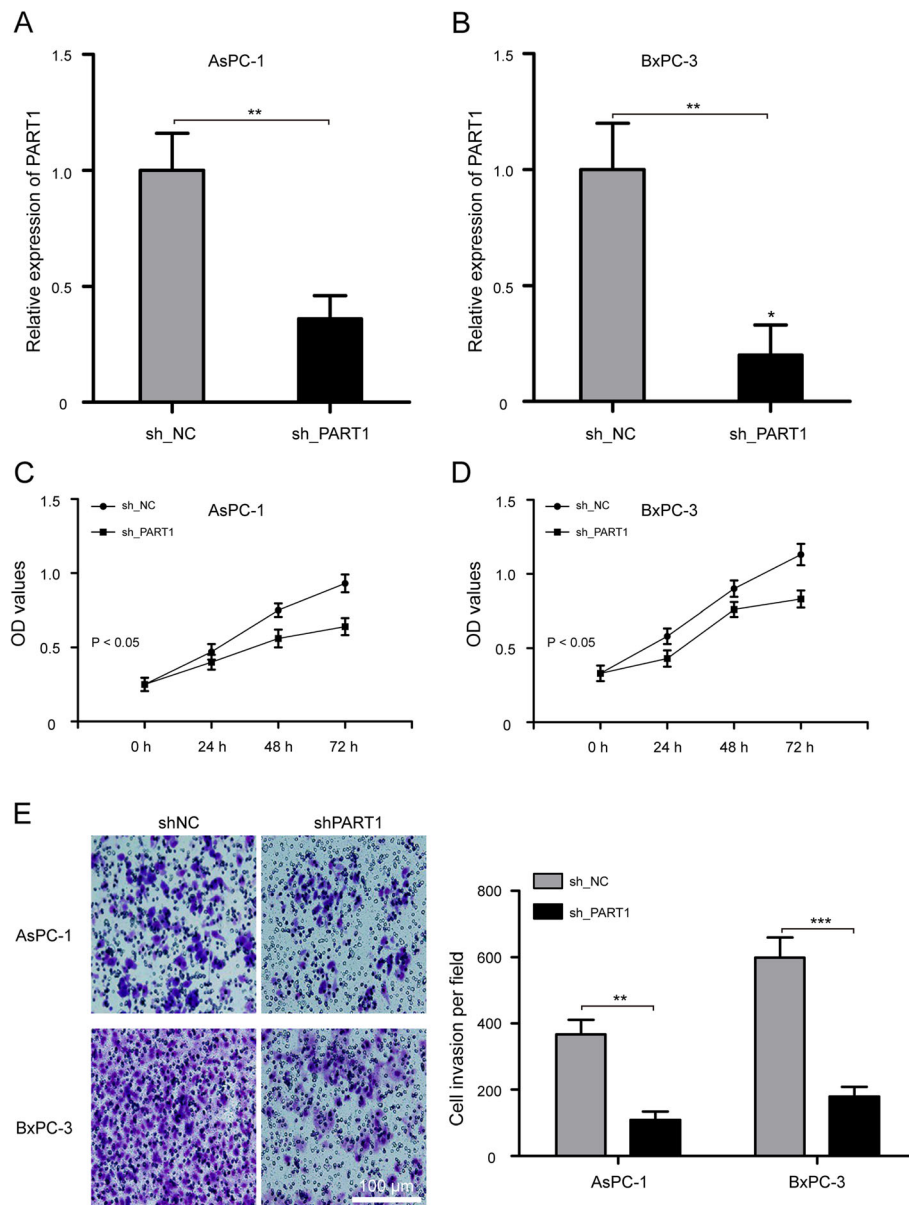 A
AsPC-1
Relative expression of PART1
1.5
1.0
0.5
0
**
sh_NC
sh_PART1
B
BxPC-3
Relative expression of PART1
1.5
1.0
0.5
0
**
*
sh_NC
sh_PART1
C
AsPC-1
OD values
1.5
1.0
0.5
0
sh_NC
sh_PART1
P < 0.05
0 h
24 h
48 h
72 h
D
BxPC-3
OD values
1.5
1.0
0.5
0
sh_NC
sh_PART1
P < 0.05
0 h
24 h
48 h
72 h
E
shNC
shPART1
AsPC-1
BxPC-3
100 μm
Cell invasion per field
800
600
400
200
0
sh_NC
sh_PART1
**
***
AsPC-1
BxPC-3